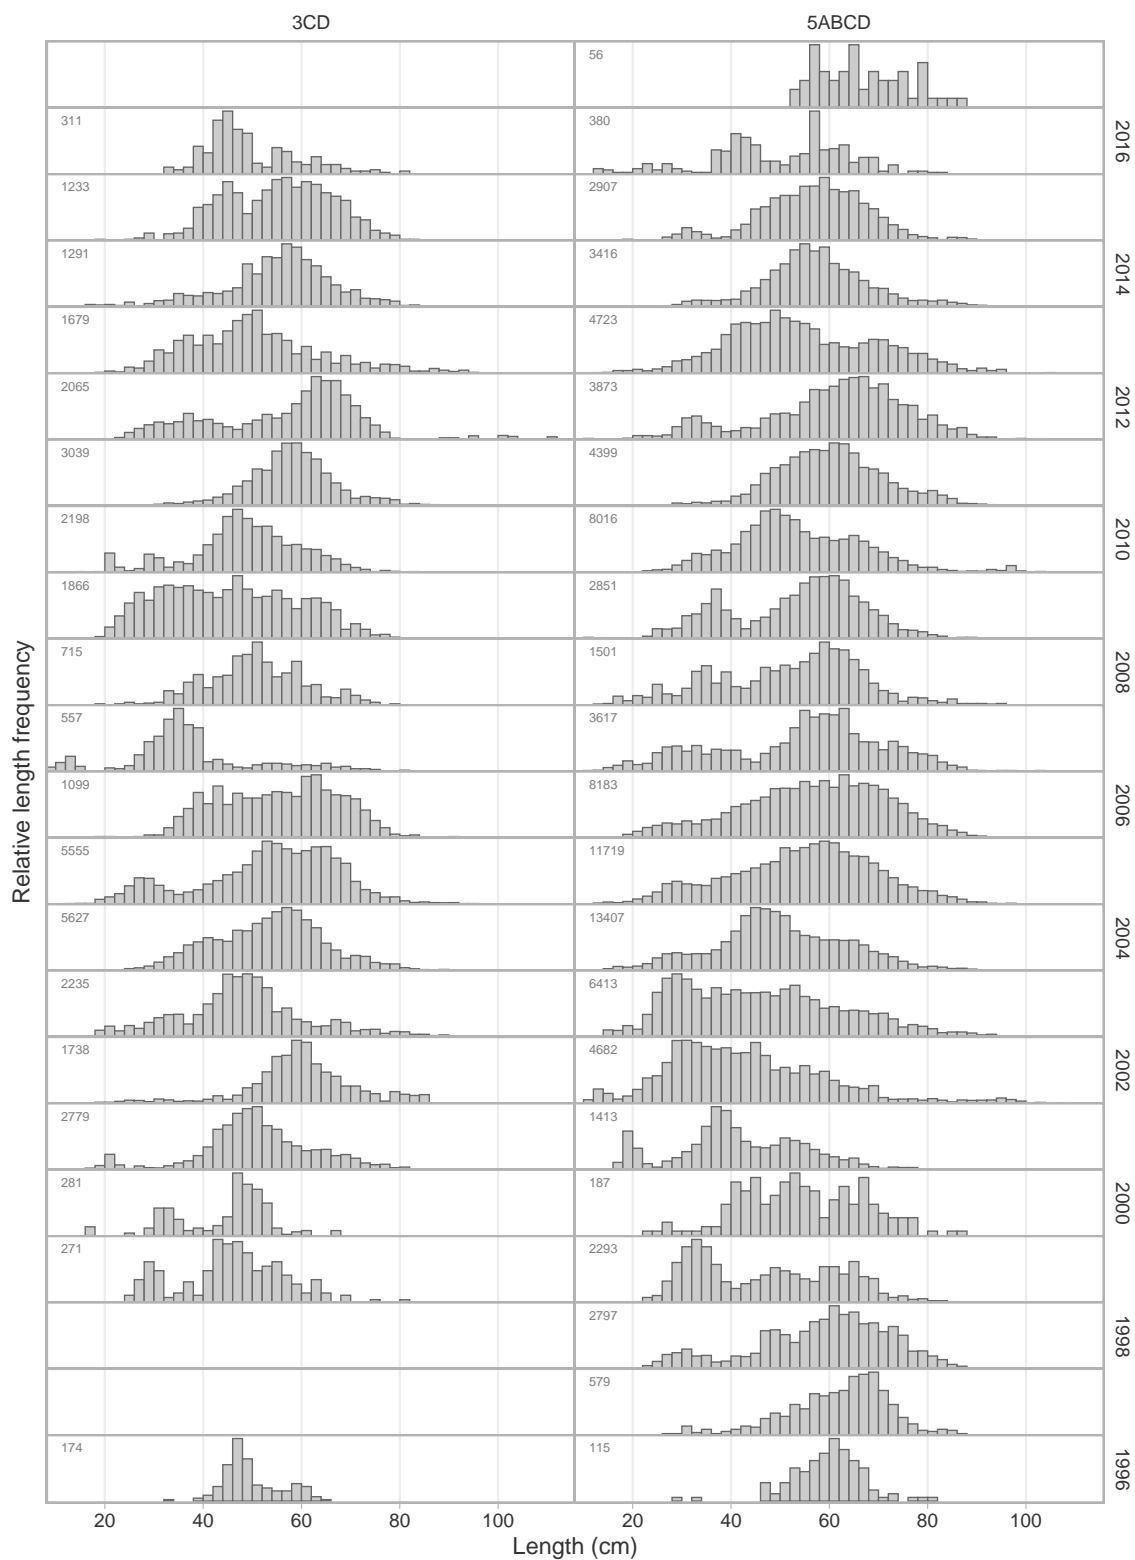 3CD 5ABCD
56
311 380 2016
1233 2907
1291 3416 2014
1679 4723
2065 3873 2012
3039 4399
2198 8016 2010
1866 2851
715 1501 2008
557 3617
1099 8183 2006
5555 11719
5627 13407 2004
2235 6413
1738 4682 2002
2779 1413
281 187 2000
271 2293
2797 1998
579
174 115 1996
20 40 60 80 100 20 40 60 80 100
Length (cm)
Relative length frequency